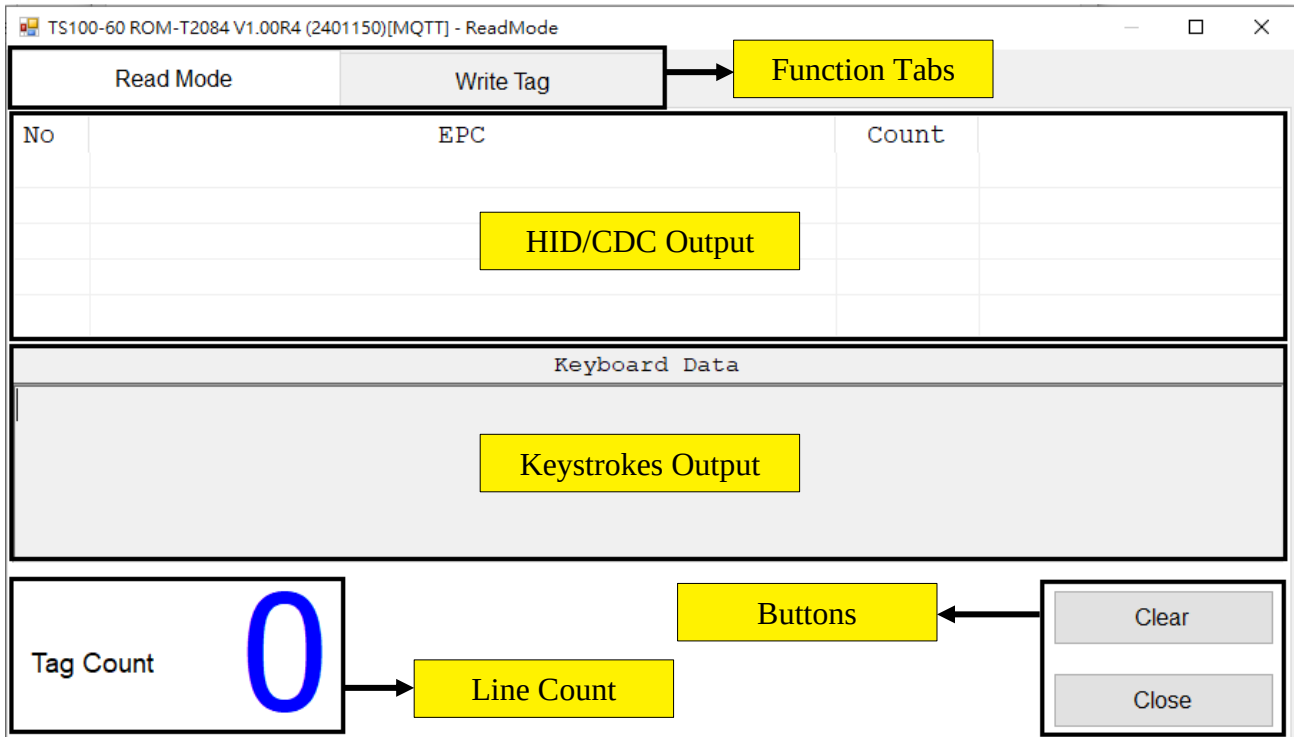 TS100-60 ROM-T2084 V1.00R4 (2401150)[MQTT] - ReadMode
Read Mode Write Tag Function Tabs
No EPC Count
HID/CDC Output
Keyboard Data
Keystrokes Output
Tag Count 0 Line Count Buttons Clear
Close